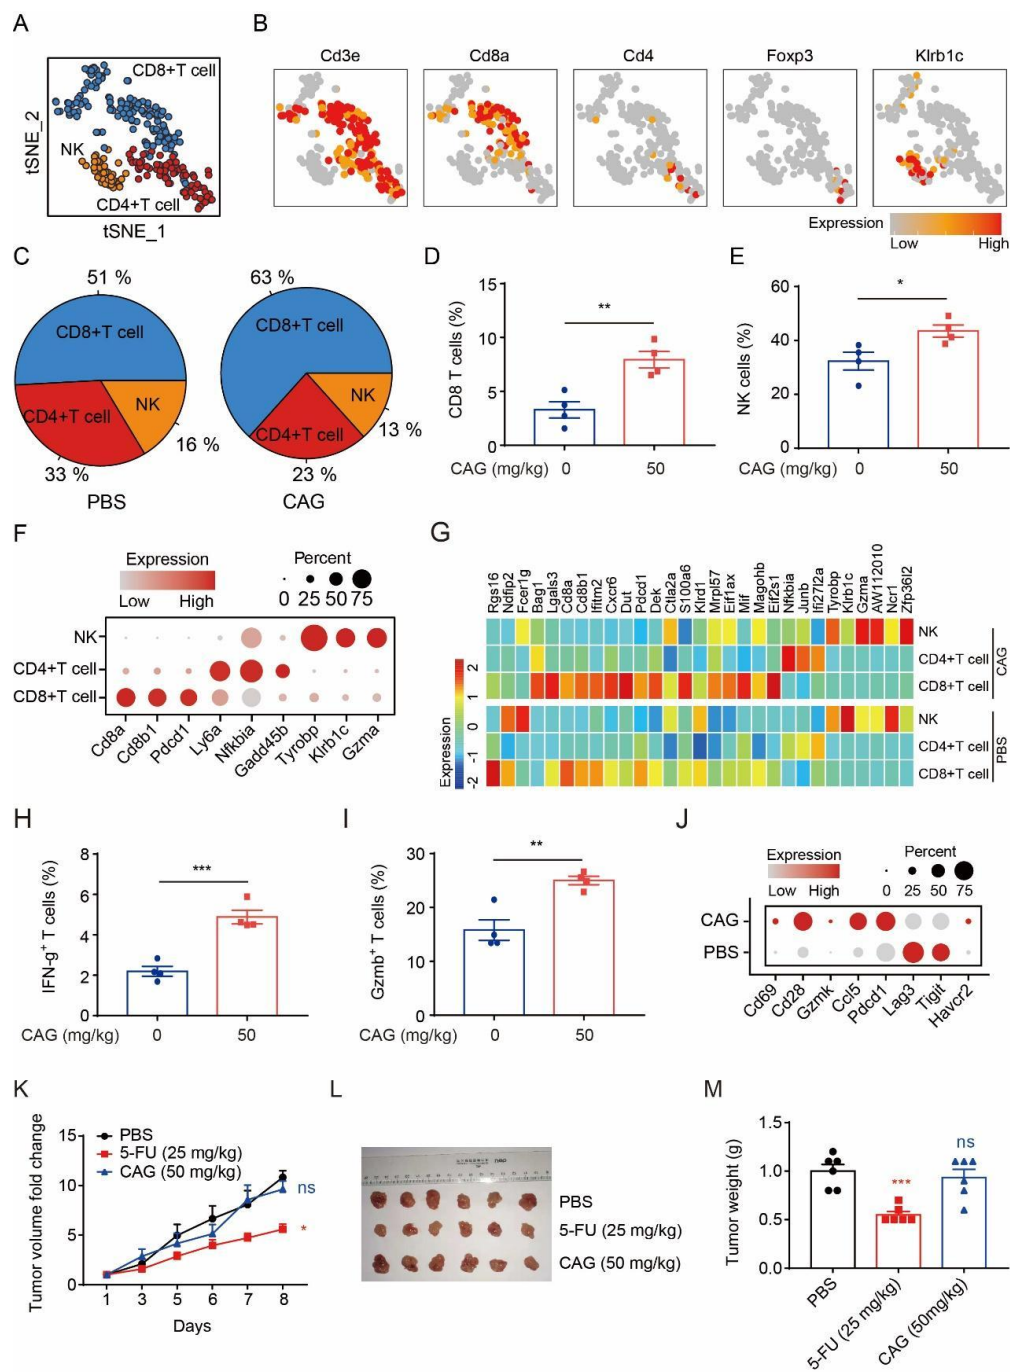 A
CD8+T cell
NK
CD4+T cell
tSNE_2
tSNE_1
B
Cd3e
Cd8a
Cd4
Foxp3
Klrb1c
Expression
Low
High
C
51 %
CD8+T cell
CD4+T cell
NK
16 %
33 %
PBS
63 %
CD8+T cell
NK
CD4+T cell
13 %
23 %
CAG
D
15
10
5
0
CD8 T cells (%)
**
CAG (mg/kg)
0
50
E
60
40
20
0
NK cells (%)
*
CAG (mg/kg)
0
50
F
Expression
Low
High
Percent
0 25 50 75
NK
CD4+T cell
CD8+T cell
Cd8a
Cd8b1
Pdcd1
Ly6a
Nfkbia
Gadd45b
Tyrobp
Klrb1c
Gzma
G
Rgs16
Ndfip2
Fcer1g
Bag1
Lgals3
Cd8a
Cd8b1
Ifitm2
Cxcr6
Dut
Pdcd1
Dek
Ctla2a
S100a6
Klrd1
Mrpl57
Eif1ax
Mif
Magohb
Eif2s1
Nfkbia
Junb
Ifi27l2a
Tyrobp
Klrb1c
Gzma
AW112010
Ncr1
Zfp36l2
NK
CD4+T cell
CD8+T cell
CAG
NK
CD4+T cell
CD8+T cell
PBS
Expression
2
1
0
-1
-2
H
8
6
4
2
0
IFN-g+ T cells (%)
***
CAG (mg/kg)
0
50
I
30
20
10
0
Gzmb+ T cells (%)
**
CAG (mg/kg)
0
50
J
Expression
Low
High
Percent
0 25 50 75
CAG
PBS
Cd69
Cd28
Gzmk
Ccl5
Pdcd1
Lag3
Tigit
Havcr2
K
15
10
5
0
Tumor volume fold change
PBS
5-FU (25 mg/kg)
CAG (50 mg/kg)
ns
*
1 3 5 6 7 8
Days
L
PBS
5-FU (25 mg/kg)
CAG (50 mg/kg)
M
1.5
1.0
0.5
0.0
Tumor weight (g)
***
ns
PBS
5-FU (25 mg/kg)
CAG (50mg/kg)